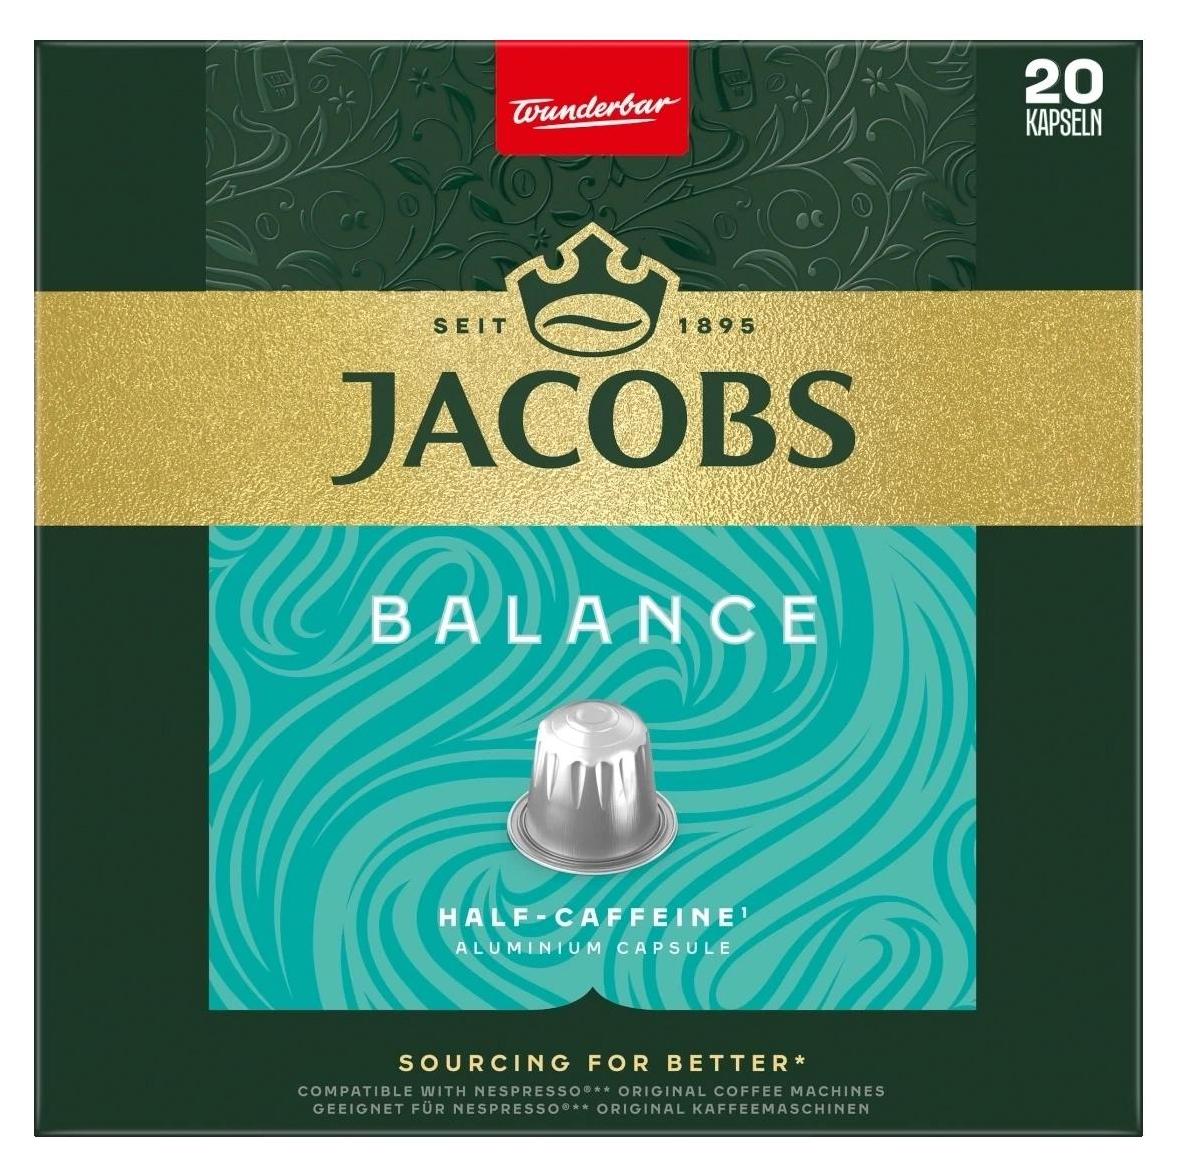 Wunderbar
20
KAPSELN
SEIT 1895
JACOBS
BALANCE
HALF-CAFFEINE¹
ALUMINIUM CAPSULE
SOURCING FOR BETTER*
COMPATIBLE WITH NESPRESSO®** ORIGINAL COFFEE MACHINES
GEEIGNET FÜR NESPRESSO®** ORIGINAL KAFFEEMASCHINEN